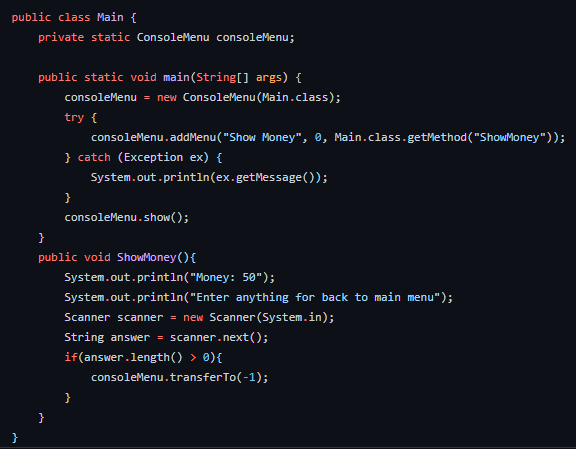 public class Main {
    private static ConsoleMenu consoleMenu;

    public static void main(String[] args) {
        consoleMenu = new ConsoleMenu(Main.class);
        try {
            consoleMenu.addMenu("Show Money", 0, Main.class.getMethod("ShowMoney"));
        } catch (Exception ex) {
            System.out.println(ex.getMessage());
        }
        consoleMenu.show();
    }
    public void ShowMoney(){
        System.out.println("Money: 50");
        System.out.println("Enter anything for back to main menu");
        Scanner scanner = new Scanner(System.in);
        String answer = scanner.next();
        if(answer.length() > 0){
            consoleMenu.transferTo(-1);
        }
    }
}